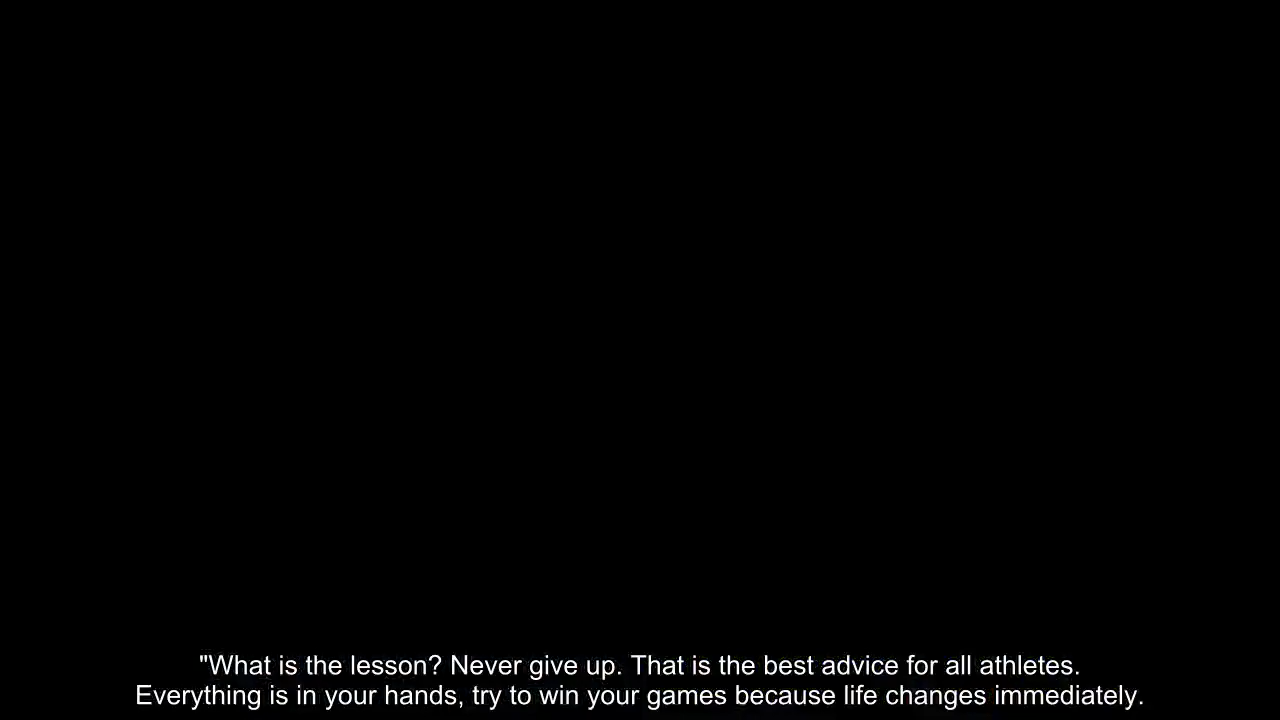 "What is the lesson? Never give up. That is the best advice for all athletes.
Everything is in your hands, try to win your games because life changes immediately.